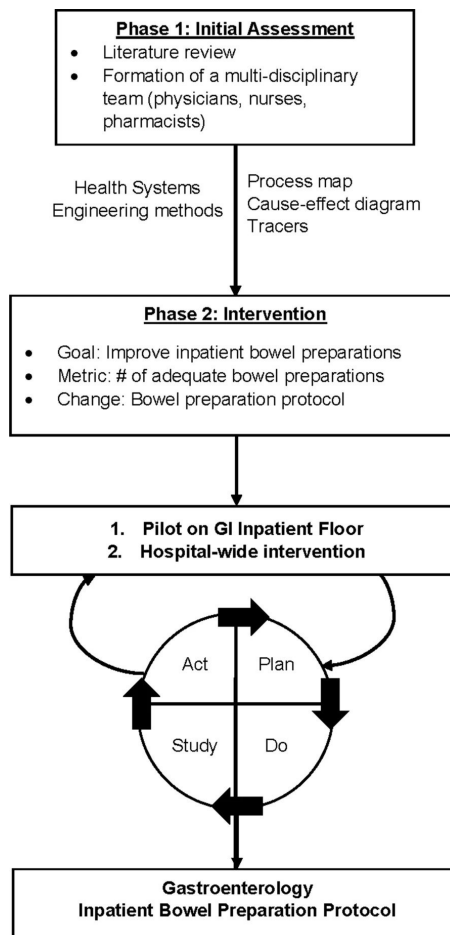 Phase 1: Initial Assessment
• Literature review
• Formation of a multi-disciplinary
team (physicians, nurses,
pharmacists)
Health Systems
Engineering methods
Process map
Cause-effect diagram
Tracers
Phase 2: Intervention
• Goal: Improve inpatient bowel preparations
• Metric: # of adequate bowel preparations
• Change: Bowel preparation protocol
1. Pilot on GI Inpatient Floor
2. Hospital-wide intervention
Act
Plan
Study
Do
Gastroenterology
Inpatient Bowel Preparation Protocol